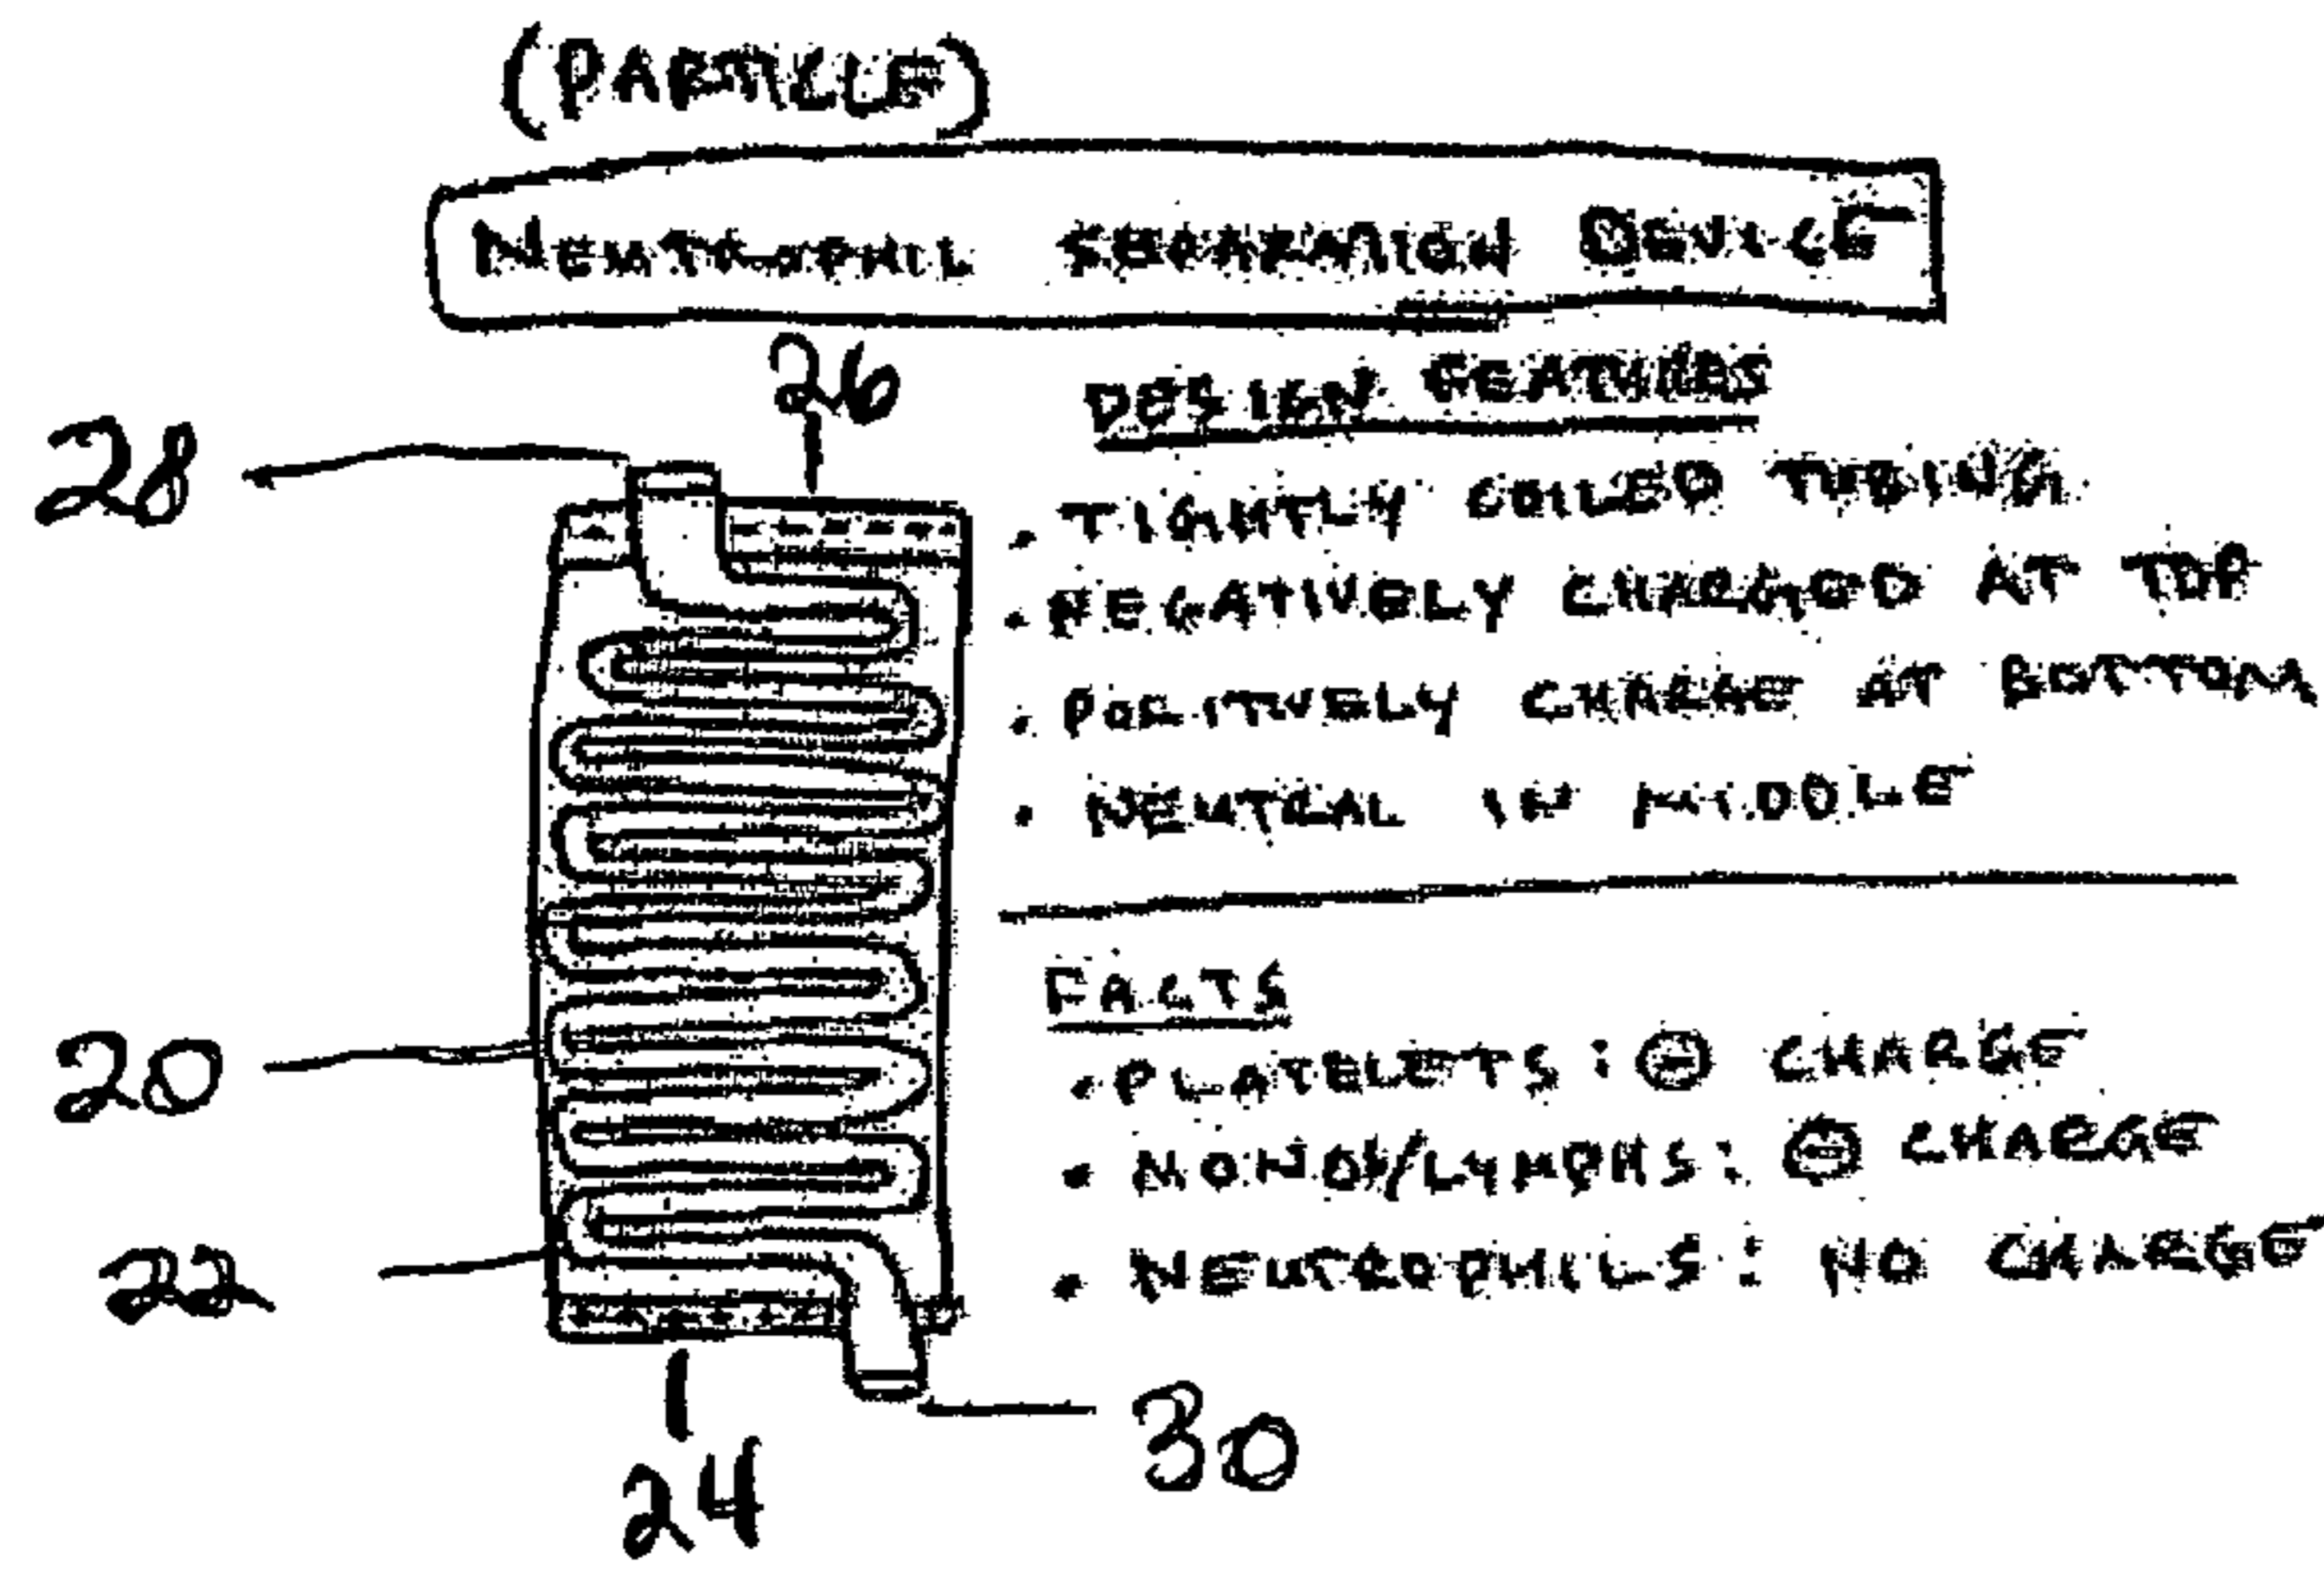 (PARTICLE)
NEUTROPHIL SEPARATION DEVICE
26
28
DESIGN FEATURES
• TIGHTLY COILED TUBING
• NEGATIVELY CHARGED AT TOP
• POSITIVELY CHARGE AT BOTTOM
• NEUTRAL IN MIDDLE
FACTS
• PLATELETS: ⊖ CHARGE
20
• MONOS/LYMPHS: ⊖ CHARGE
• NEUTROPHILS: NO CHARGE
22
24
30